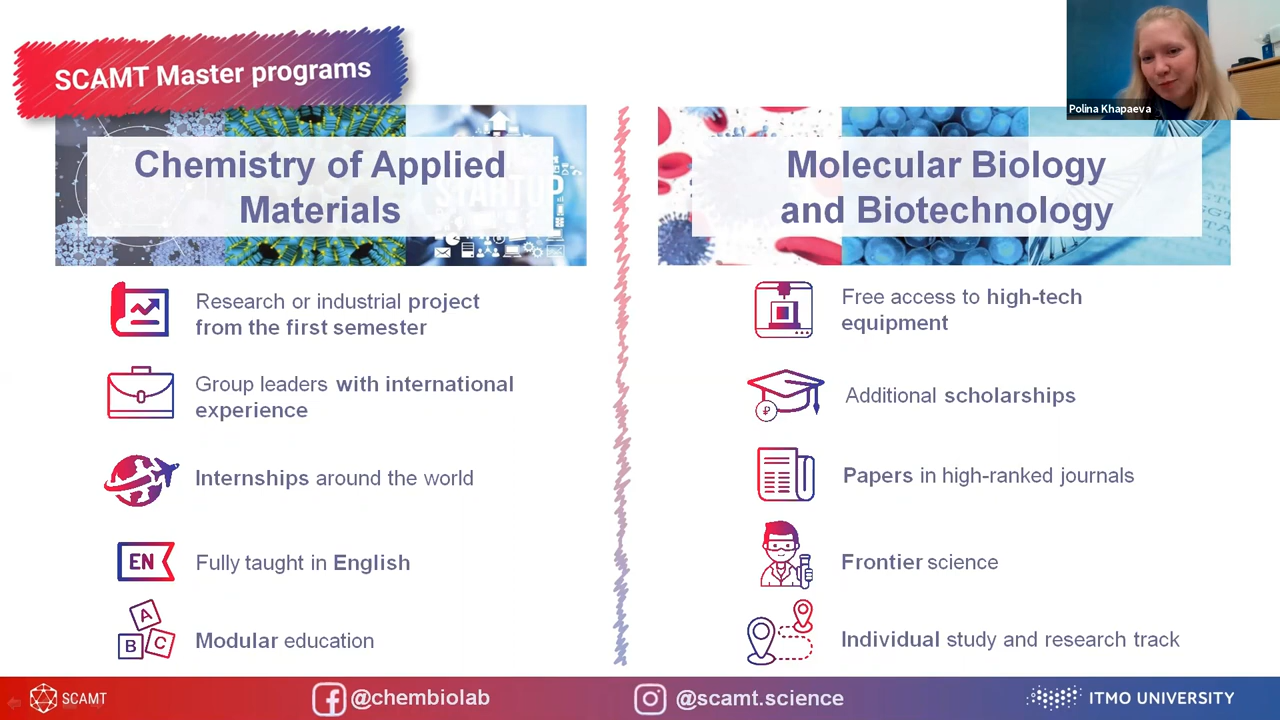 SCAMT Master programs
Polina Khapaeva
Chemistry of Applied
Materials
STARTUP
Molecular Biology
and Biotechnology
Research or industrial project
from the first semester
Group leaders with international
experience
Internships around the world
EN
Fully taught in English
A
B
C
Modular education
Free access to high-tech
equipment
₽
Additional scholarships
Papers in high-ranked journals
Frontier science
Individual study and research track
SCAMT
@chembiolab
@scamt.science
ITMO UNIVERSITY